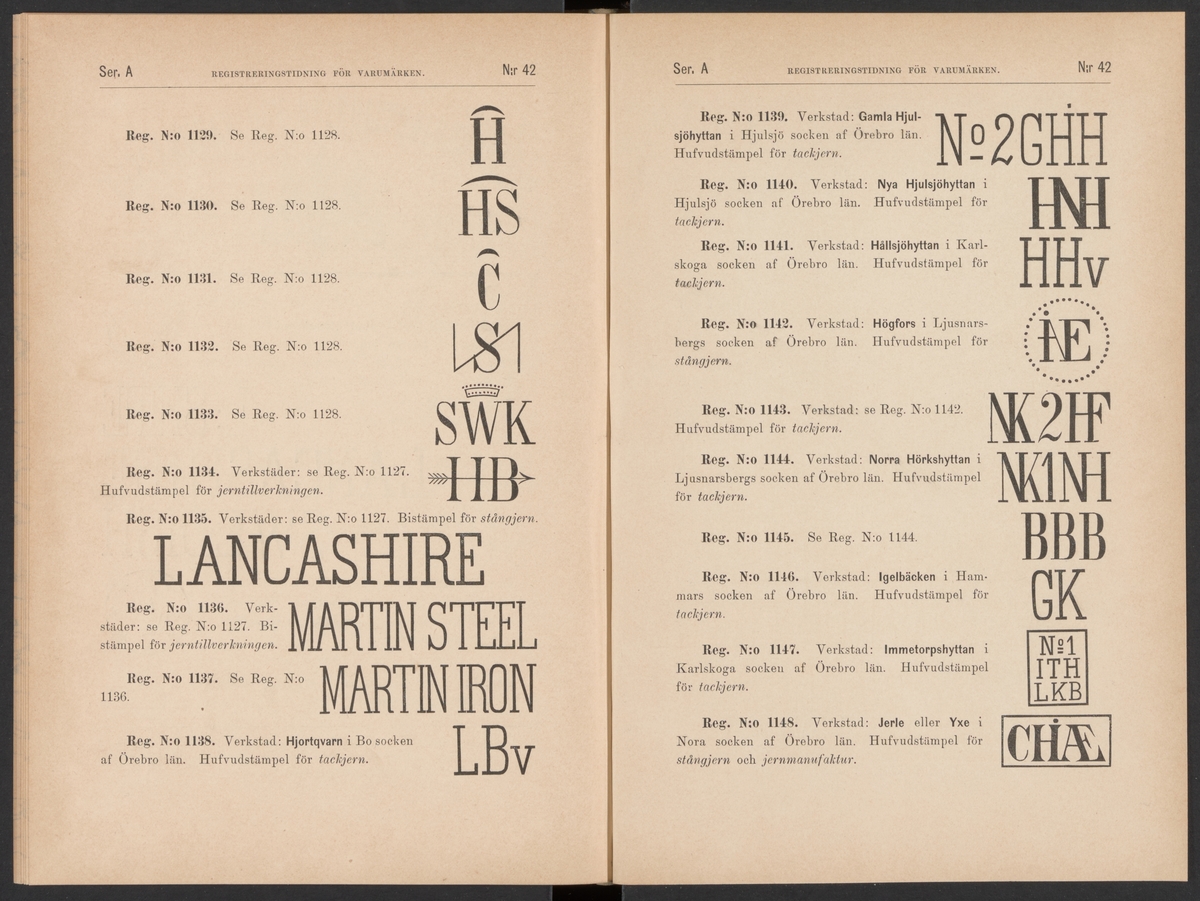 Ser. A REGISTRERINGSTIDNING FÖR VARUMÄRKEN. N:r 42
Reg. N:o 1129. Se Reg. N:o 1128.
H
Reg. N:o 1130. Se Reg. N:o 1128.
HS
Reg. N:o 1131. Se Reg. N:o 1128.
C
Reg. N:o 1132. Se Reg. N:o 1128.
S
Reg. N:o 1133. Se Reg. N:o 1128.
SWK
Reg. N:o 1134. Verkstäder: se Reg. N:o 1127.
Hufvudstämpel för jerntillverkningen.
HB
Reg. N:o 1135. Verkstäder: se Reg. N:o 1127. Bistämpel för stångjern.
LANCASHIRE
Reg. N:o 1136. Verk-
städer: se Reg. N:o 1127. Bi-
stämpel för jerntillverkningen.
MARTIN STEEL
Reg. N:o 1137. Se Reg. N:o
1136.
MARTIN IRON
Reg. N:o 1138. Verkstad: Hjortqvarn i Bo socken
af Örebro län. Hufvudstämpel för tackjern.
LBv
Ser. A REGISTRERINGSTIDNING FÖR VARUMÄRKEN. N:r 42
Reg. N:o 1139. Verkstad: Gamla Hjul-
sjöhyttan i Hjulsjö socken af Örebro län.
Hufvudstämpel för tackjern.
No 2 GHH
Reg. N:o 1140. Verkstad: Nya Hjulsjöhyttan i
Hjulsjö socken af Örebro län. Hufvudstämpel för
tackjern.
HNH
Reg. N:o 1141. Verkstad: Hållsjöhyttan i Karl-
skoga socken af Örebro län. Hufvudstämpel för
tackjern.
HHv
Reg. N:o 1142. Verkstad: Högfors i Ljusnars-
bergs socken af Örebro län. Hufvudstämpel för
stångjern.
Reg. N:o 1143. Verkstad: se Reg. N:o 1142.
Hufvudstämpel för tackjern.
NK 2 HF
Reg. N:o 1144. Verkstad: Norra Hörkshyttan i
Ljusnarsbergs socken af Örebro län. Hufvudstämpel
för tackjern.
NK1NH
Reg. N:o 1145. Se Reg. N:o 1144.
BBB
Reg. N:o 1146. Verkstad: Igelbäcken i Ham-
mars socken af Örebro län. Hufvudstämpel för
tackjern.
GK
Reg. N:o 1147. Verkstad: Immetorpshyttan i
Karlskoga socken af Örebro län. Hufvudstämpel
för tackjern.
No 1
ITH
LKB
Reg. N:o 1148. Verkstad: Jerle eller Yxe i
Nora socken af Örebro län. Hufvudstämpel för
stångjern och jernmanufaktur.
CHÆL